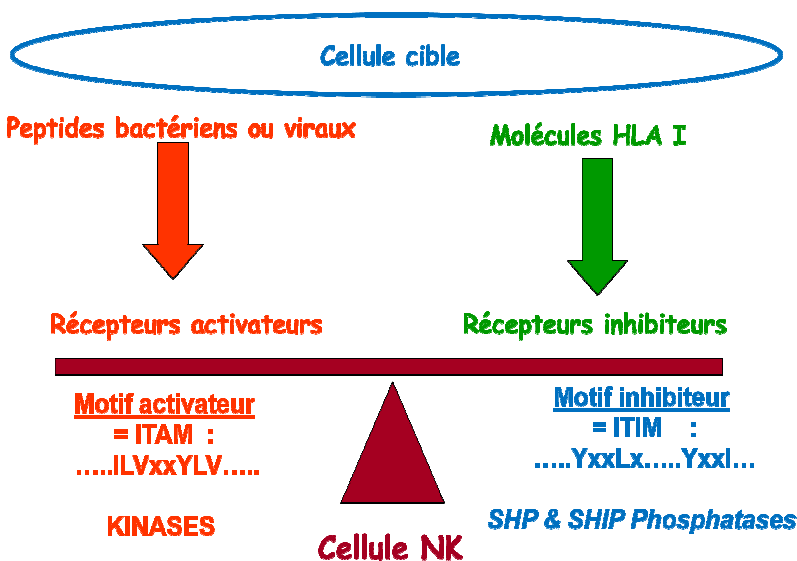 Cellule cible
Peptides bactériens ou viraux
Molécules HLA I
Récepteurs activateurs
Récepteurs inhibiteurs
Motif activateur
= ITAM :
.....ILVxxYLV.....
KINASES
Motif inhibiteur
= ITIM :
.....YxxLx.....YxxI...
SHP & SHIP Phosphatases
Cellule NK